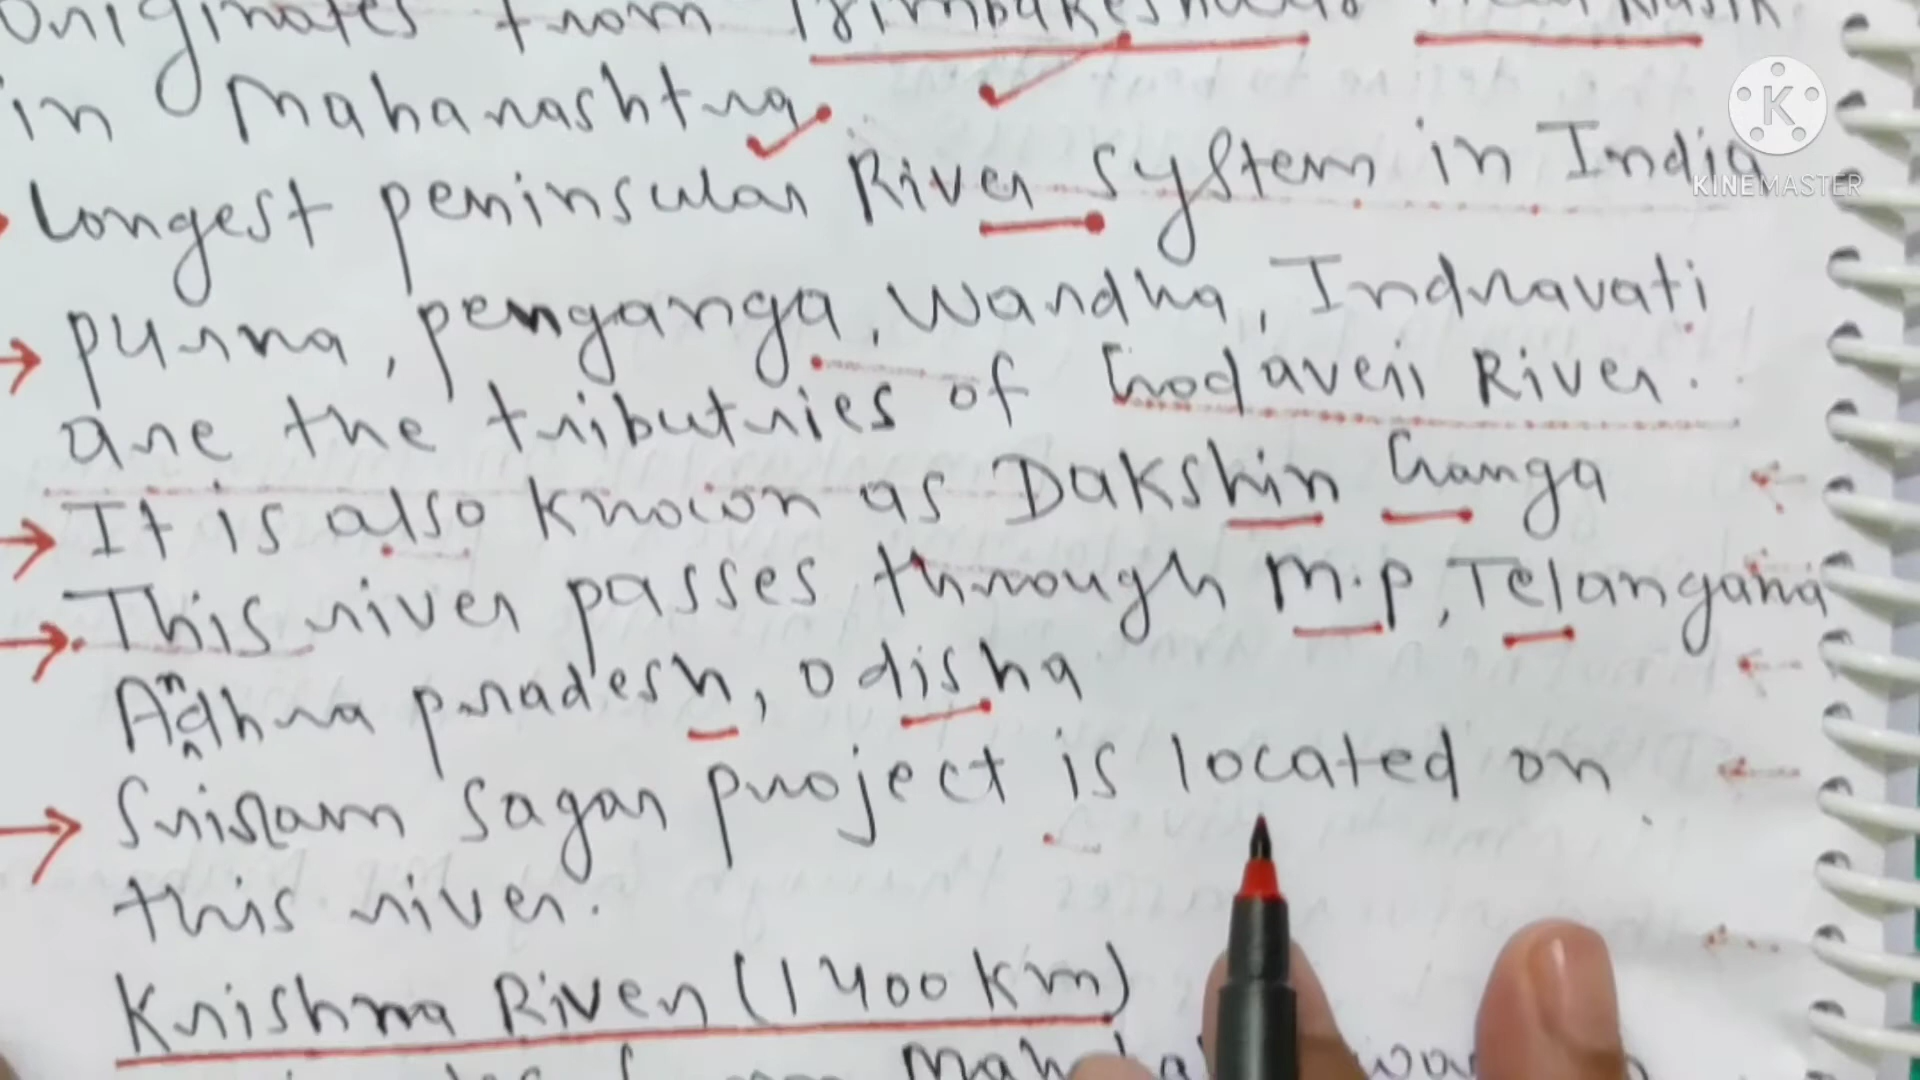 originates from Trimbakeshwar near Nasik
in Maharashtra
KINEMASTER
Longest peninsular River system in India
purna, penganga, Wardha, Indravati
are the tributries of Godaveri River.
It is also known as Dakshin Ganga
This river passes through M.P, Telangana
Andhra pradesh, odisha
Sriram sagar project is located on
this river.
Krishna River (1400 km)